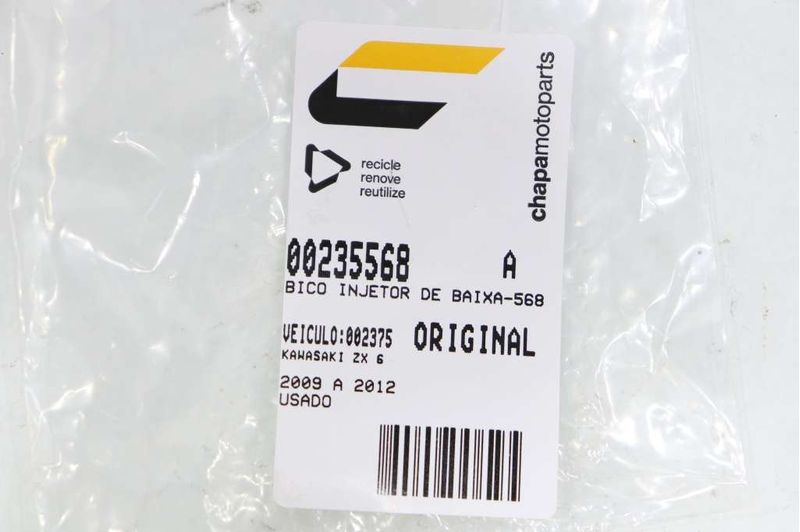 chapamotoparts
recicle
renove
reutilize
00235568 A
BICO INJETOR DE BAIXA-568
VEICULO:002375 ORIGINAL
KAWASAKI ZX 6
2009 A 2012
USADO